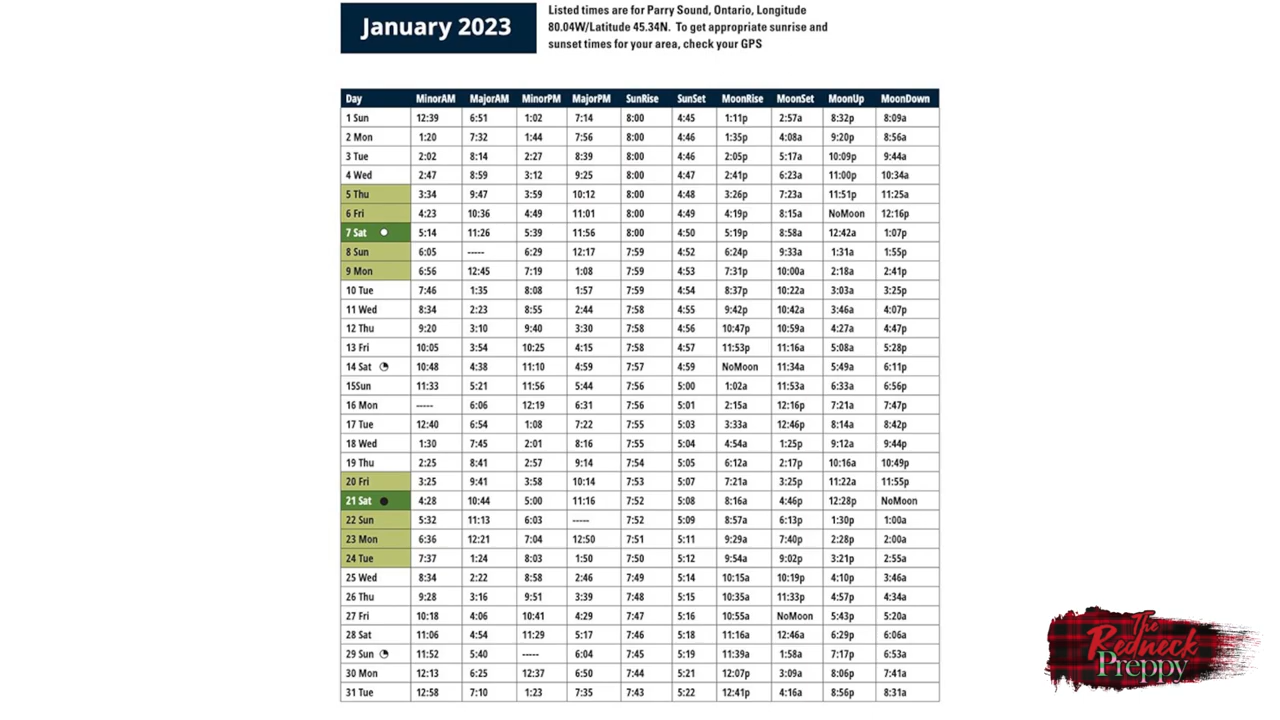 January 2023
Listed times are for Parry Sound, Ontario, Longitude
80.04W/Latitude 45.34N. To get appropriate sunrise and
sunset times for your area, check your GPS
Day MinorAM MajorAM MinorPM MajorPM SunRise SunSet MoonRise MoonSet MoonUp MoonDown
1 Sun 12:39 6:51 1:02 7:14 8:00 4:45 1:11p 2:57a 8:32p 8:09a
2 Mon 1:20 7:32 1:44 7:56 8:00 4:46 1:35p 4:08a 9:20p 8:56a
3 Tue 2:02 8:14 2:27 8:39 8:00 4:46 2:05p 5:17a 10:09p 9:44a
4 Wed 2:47 8:59 3:12 9:25 8:00 4:47 2:41p 6:23a 11:00p 10:34a
5 Thu 3:34 9:47 3:59 10:12 8:00 4:48 3:26p 7:23a 11:51p 11:25a
6 Fri 4:23 10:36 4:49 11:01 8:00 4:49 4:19p 8:15a NoMoon 12:16p
7 Sat 5:14 11:26 5:39 11:56 8:00 4:50 5:19p 8:58a 12:42a 1:07p
8 Sun 6:05 ----- 6:29 12:17 7:59 4:52 6:24p 9:33a 1:31a 1:55p
9 Mon 6:56 12:45 7:19 1:08 7:59 4:53 7:31p 10:00a 2:18a 2:41p
10 Tue 7:46 1:35 8:08 1:57 7:59 4:54 8:37p 10:22a 3:03a 3:25p
11 Wed 8:34 2:23 8:55 2:44 7:58 4:55 9:42p 10:42a 3:46a 4:07p
12 Thu 9:20 3:10 9:40 3:30 7:58 4:56 10:47p 10:59a 4:27a 4:47p
13 Fri 10:05 3:54 10:25 4:15 7:58 4:57 11:53p 11:16a 5:08a 5:28p
14 Sat 10:48 4:38 11:10 4:59 7:57 4:59 NoMoon 11:34a 5:49a 6:11p
15Sun 11:33 5:21 11:56 5:44 7:56 5:00 1:02a 11:53a 6:33a 6:56p
16 Mon ----- 6:06 12:19 6:31 7:56 5:01 2:15a 12:16p 7:21a 7:47p
17 Tue 12:40 6:54 1:08 7:22 7:55 5:03 3:33a 12:46p 8:14a 8:42p
18 Wed 1:30 7:45 2:01 8:16 7:55 5:04 4:54a 1:25p 9:12a 9:44p
19 Thu 2:25 8:41 2:57 9:14 7:54 5:05 6:12a 2:17p 10:16a 10:49p
20 Fri 3:25 9:41 3:58 10:14 7:53 5:07 7:21a 3:25p 11:22a 11:55p
21 Sat 4:28 10:44 5:00 11:16 7:52 5:08 8:16a 4:46p 12:28p NoMoon
22 Sun 5:32 11:13 6:03 ----- 7:52 5:09 8:57a 6:13p 1:30p 1:00a
23 Mon 6:36 12:21 7:04 12:50 7:51 5:11 9:29a 7:40p 2:28p 2:00a
24 Tue 7:37 1:24 8:03 1:50 7:50 5:12 9:54a 9:02p 3:21p 2:55a
25 Wed 8:34 2:22 8:58 2:46 7:49 5:14 10:15a 10:19p 4:10p 3:46a
26 Thu 9:28 3:16 9:51 3:39 7:48 5:15 10:35a 11:33p 4:57p 4:34a
27 Fri 10:18 4:06 10:41 4:29 7:47 5:16 10:55a NoMoon 5:43p 5:20a
28 Sat 11:06 4:54 11:29 5:17 7:46 5:18 11:16a 12:46a 6:29p 6:06a
29 Sun 11:52 5:40 ----- 6:04 7:45 5:19 11:39a 1:58a 7:17p 6:53a
30 Mon 12:13 6:25 12:37 6:50 7:44 5:21 12:07p 3:09a 8:06p 7:41a
31 Tue 12:58 7:10 1:23 7:35 7:43 5:22 12:41p 4:16a 8:56p 8:31a
The
Redneck
Preppy